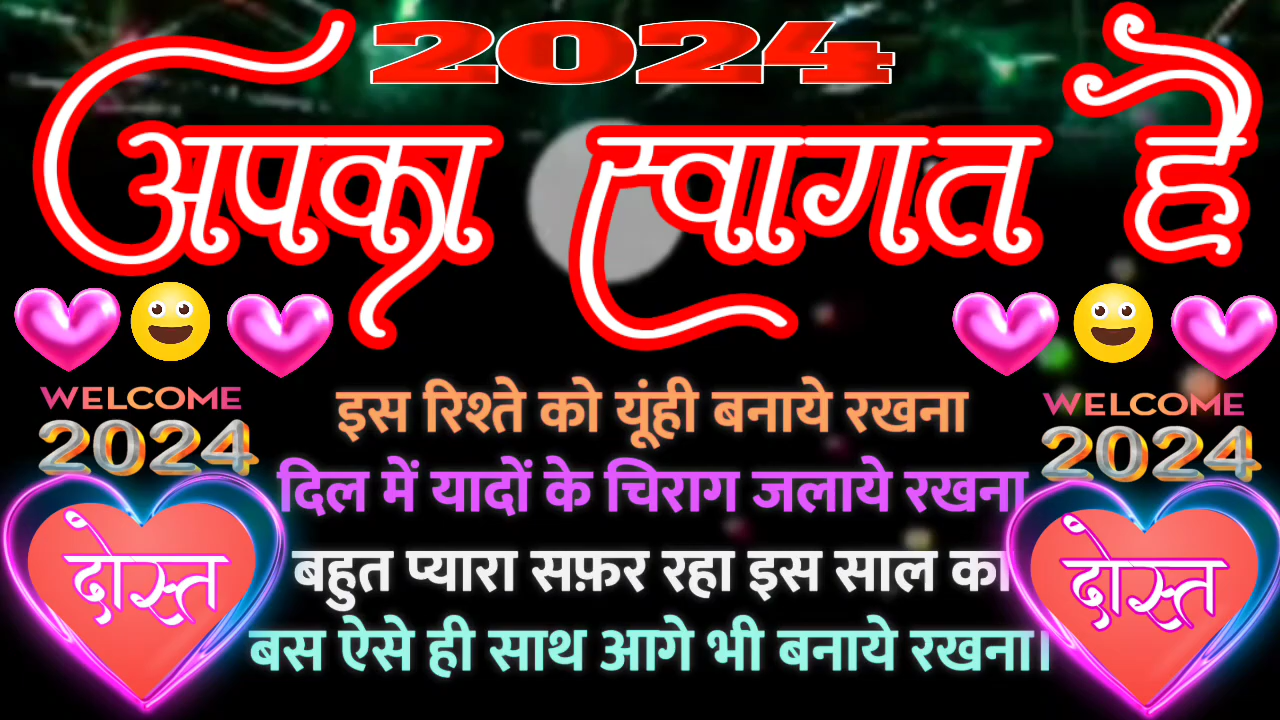 2024
अपका स्वागत है
WELCOME
2024
WELCOME
2024
इस रिश्ते को यूंही बनाये रखना
दिल में यादों के चिराग जलाये रखना
बहुत प्यारा सफ़र रहा इस साल का
बस ऐसे ही साथ आगे भी बनाये रखना।
दोस्त
दोस्त